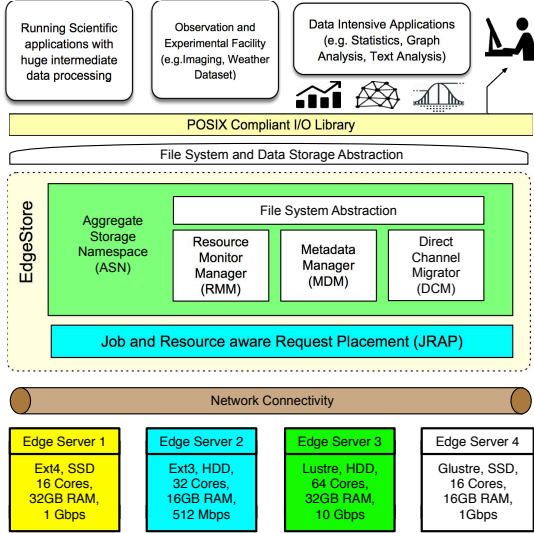 Running Scientific
applications with
huge intermediate
data processing
Observation and
Experimental Facility
(e.g.Imaging, Weather
Dataset)
Data Intensive Applications
(e.g. Statistics, Graph
Analysis, Text Analysis)
POSIX Compliant I/O Library
File System and Data Storage Abstraction
EdgeStore
Aggregate
Storage
Namespace
(ASN)
File System Abstraction
Resource
Monitor
Manager
(RMM)
Metadata
Manager
(MDM)
Direct
Channel
Migrator
(DCM)
Job and Resource aware Request Placement (JRAP)
Network Connectivity
Edge Server 1
Ext4, SSD
16 Cores,
32GB RAM,
1 Gbps
Edge Server 2
Ext3, HDD,
32 Cores,
16GB RAM,
512 Mbps
Edge Server 3
Lustre, HDD,
64 Cores,
32GB RAM,
10 Gbps
Edge Server 4
Glustre, SSD,
16 Cores,
16GB RAM,
1Gbps